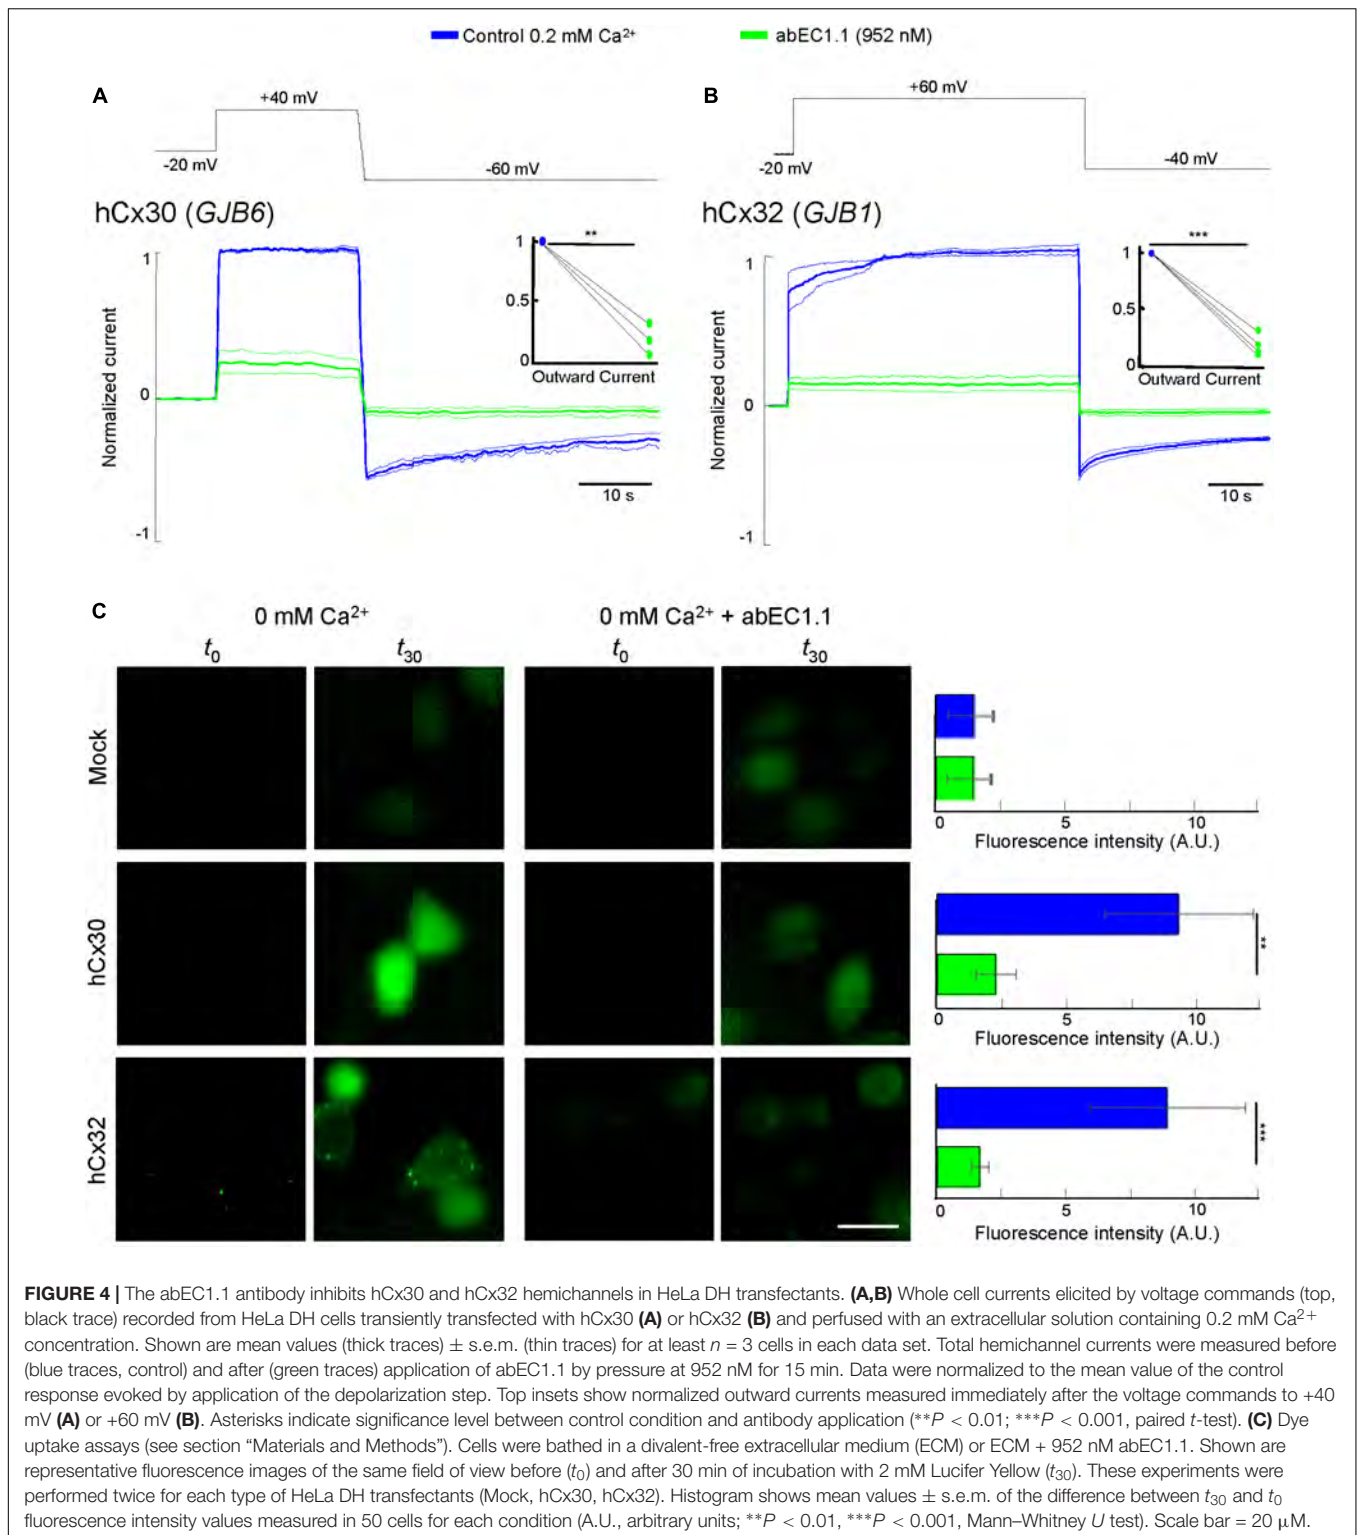 Control 0.2 mM Ca²⁺
abEC1.1 (952 nM)
A
+40 mV
-20 mV
-60 mV
hCx30 (GJB6)
1
0
-1
Normalized current
1
0.5
0
**
Outward Current
10 s
B
+60 mV
-20 mV
-40 mV
hCx32 (GJB1)
1
0
-1
Normalized current
1
0.5
0
***
Outward Current
10 s
C
0 mM Ca²⁺
0 mM Ca²⁺ + abEC1.1
t₀
t₃₀
t₀
t₃₀
Mock
0 5 10
Fluorescence intensity (A.U.)
hCx30
**
0 5 10
Fluorescence intensity (A.U.)
hCx32
***
0 5 10
Fluorescence intensity (A.U.)
FIGURE 4 | The abEC1.1 antibody inhibits hCx30 and hCx32 hemichannels in HeLa DH transfectants. (A,B) Whole cell currents elicited by voltage commands (top,
black trace) recorded from HeLa DH cells transiently transfected with hCx30 (A) or hCx32 (B) and perfused with an extracellular solution containing 0.2 mM Ca²⁺
concentration. Shown are mean values (thick traces) ± s.e.m. (thin traces) for at least n = 3 cells in each data set. Total hemichannel currents were measured before
(blue traces, control) and after (green traces) application of abEC1.1 by pressure at 952 nM for 15 min. Data were normalized to the mean value of the control
response evoked by application of the depolarization step. Top insets show normalized outward currents measured immediately after the voltage commands to +40
mV (A) or +60 mV (B). Asterisks indicate significance level between control condition and antibody application (**P < 0.01; ***P < 0.001, paired t-test). (C) Dye
uptake assays (see section “Materials and Methods”). Cells were bathed in a divalent-free extracellular medium (ECM) or ECM + 952 nM abEC1.1. Shown are
representative fluorescence images of the same field of view before (t₀) and after 30 min of incubation with 2 mM Lucifer Yellow (t₃₀). These experiments were
performed twice for each type of HeLa DH transfectants (Mock, hCx30, hCx32). Histogram shows mean values ± s.e.m. of the difference between t₃₀ and t₀
fluorescence intensity values measured in 50 cells for each condition (A.U., arbitrary units; **P < 0.01, ***P < 0.001, Mann–Whitney U test). Scale bar = 20 μM.